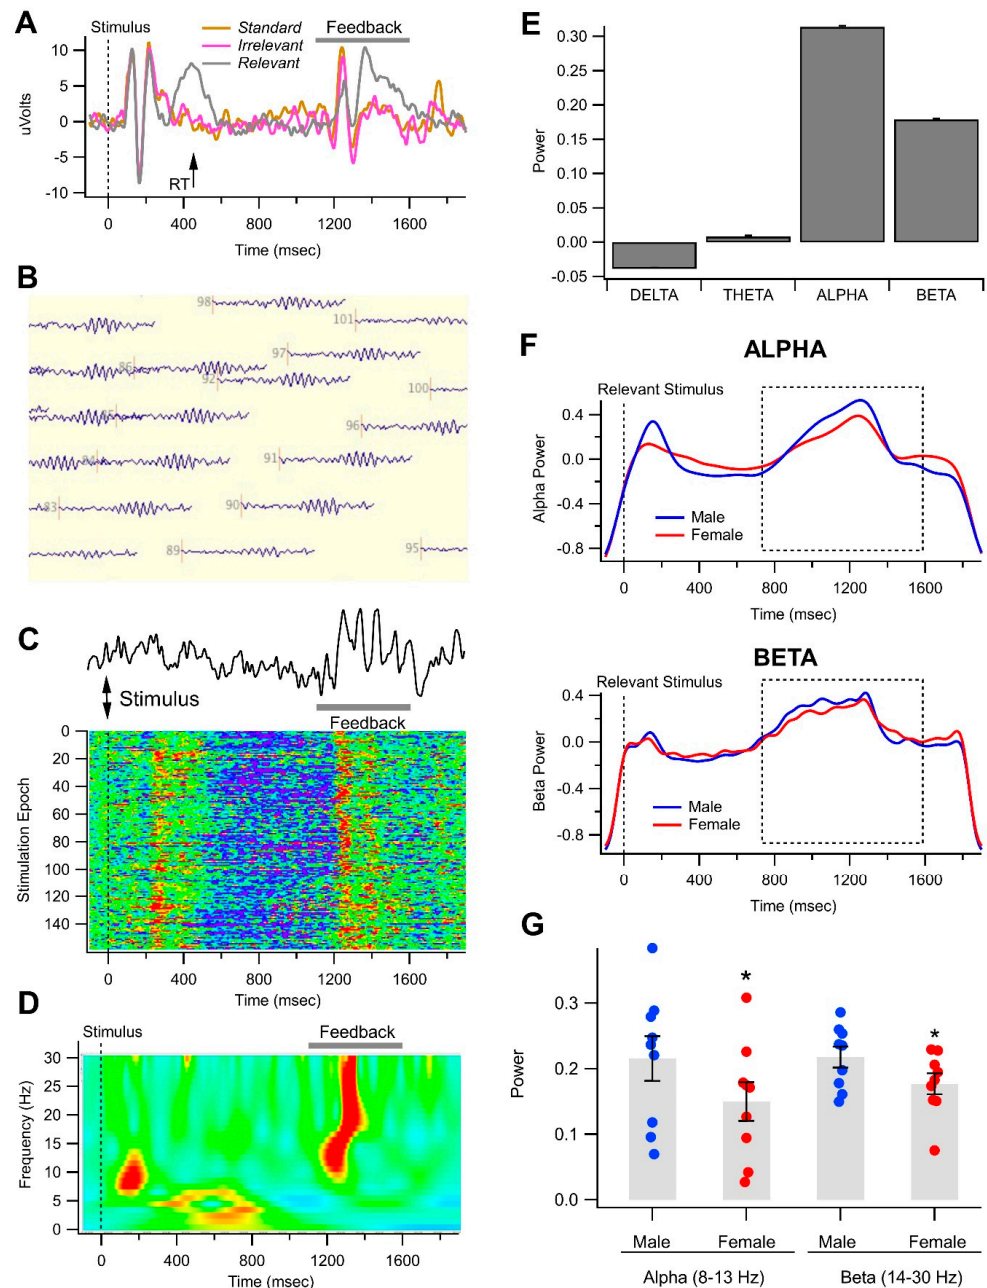 A
Stimulus
Standard
Irrelevant
Relevant
Feedback
10
5
0
-5
-10
uVolts
RT
0
400
800
1200
1600
Time (msec)
B
98
101
97
86
92
100
85
96
84
91
83
90
89
95
C
Stimulus
Feedback
0
20
40
60
80
100
120
140
Stimulation Epoch
0
400
800
1200
1600
Time (msec)
D
Stimulus
Feedback
30
25
20
15
10
5
0
Frequency (Hz)
0
400
800
1200
1600
Time (msec)
E
0.30
0.25
0.20
0.15
0.10
0.05
0.00
-0.05
Power
DELTA
THETA
ALPHA
BETA
F
ALPHA
Relevant Stimulus
0.4
0.0
-0.4
-0.8
Alpha Power
Male
Female
0
400
800
1200
1600
Time (msec)
BETA
Relevant Stimulus
0.4
0.0
-0.4
-0.8
Beta Power
Male
Female
0
400
800
1200
1600
Time (msec)
G
0.3
0.2
0.1
0.0
Power
*
*
Male
Female
Male
Female
Alpha (8-13 Hz)
Beta (14-30 Hz)